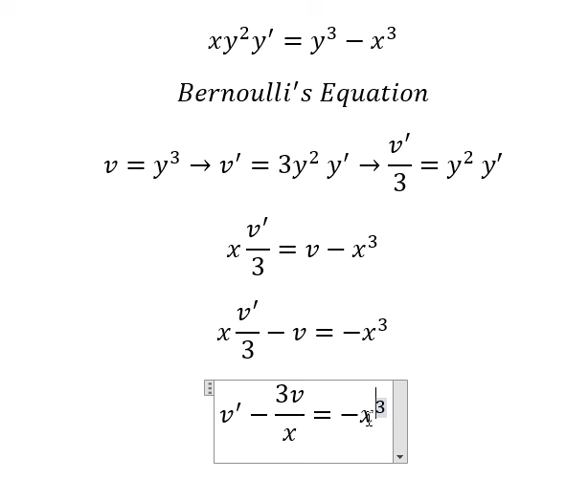 xy²y′ = y³ − x³
Bernoulli's Equation
v = y³ → v′ = 3y² y′ → v′/3 = y² y′
x v′/3 = v − x³
x v′/3 − v = −x³
v′ − 3v/x = −x³